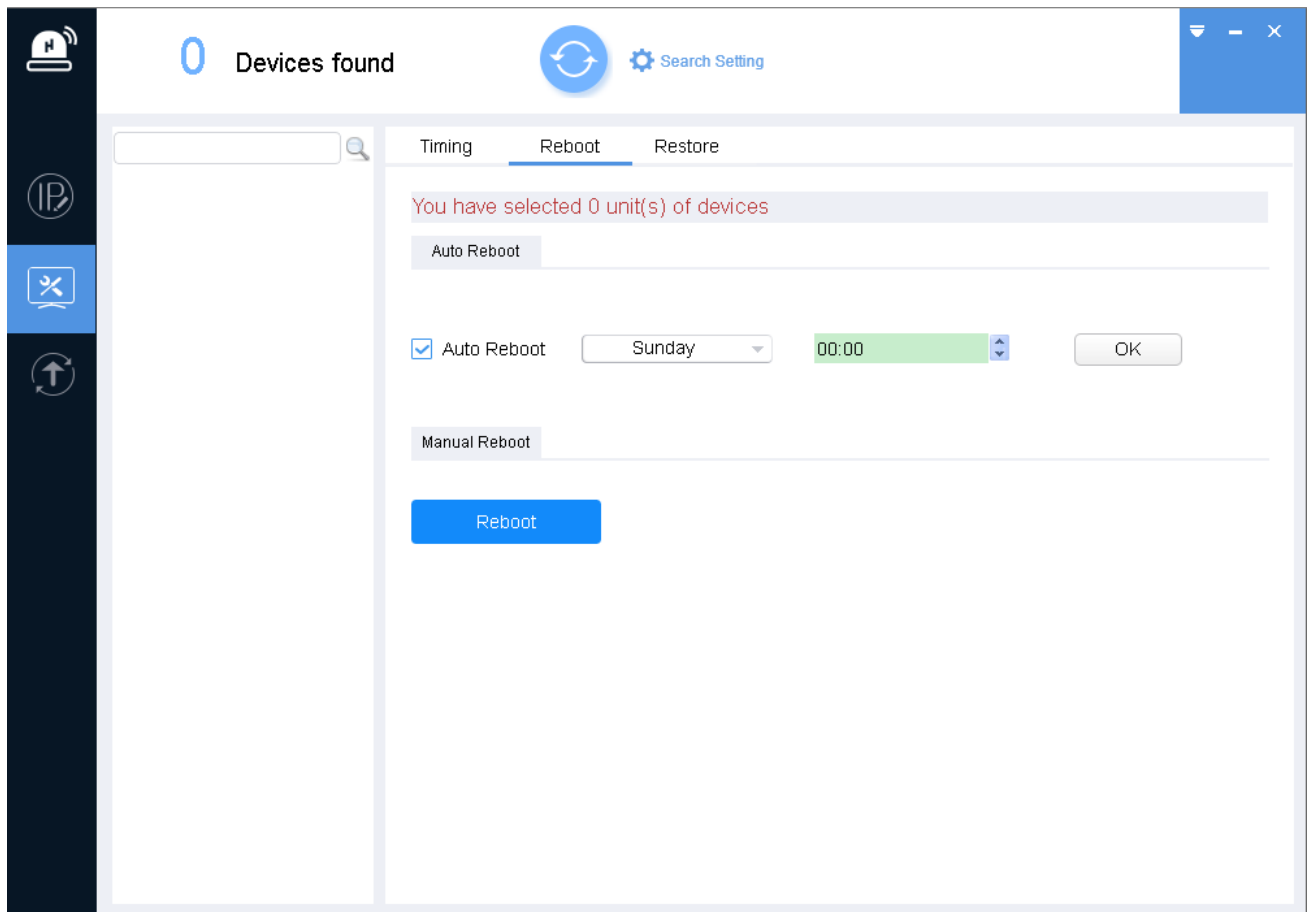 H
0 Devices found
Search Setting
IP
Timing Reboot Restore
You have selected 0 unit(s) of devices
Auto Reboot
Auto Reboot Sunday 00:00 OK
Manual Reboot
Reboot